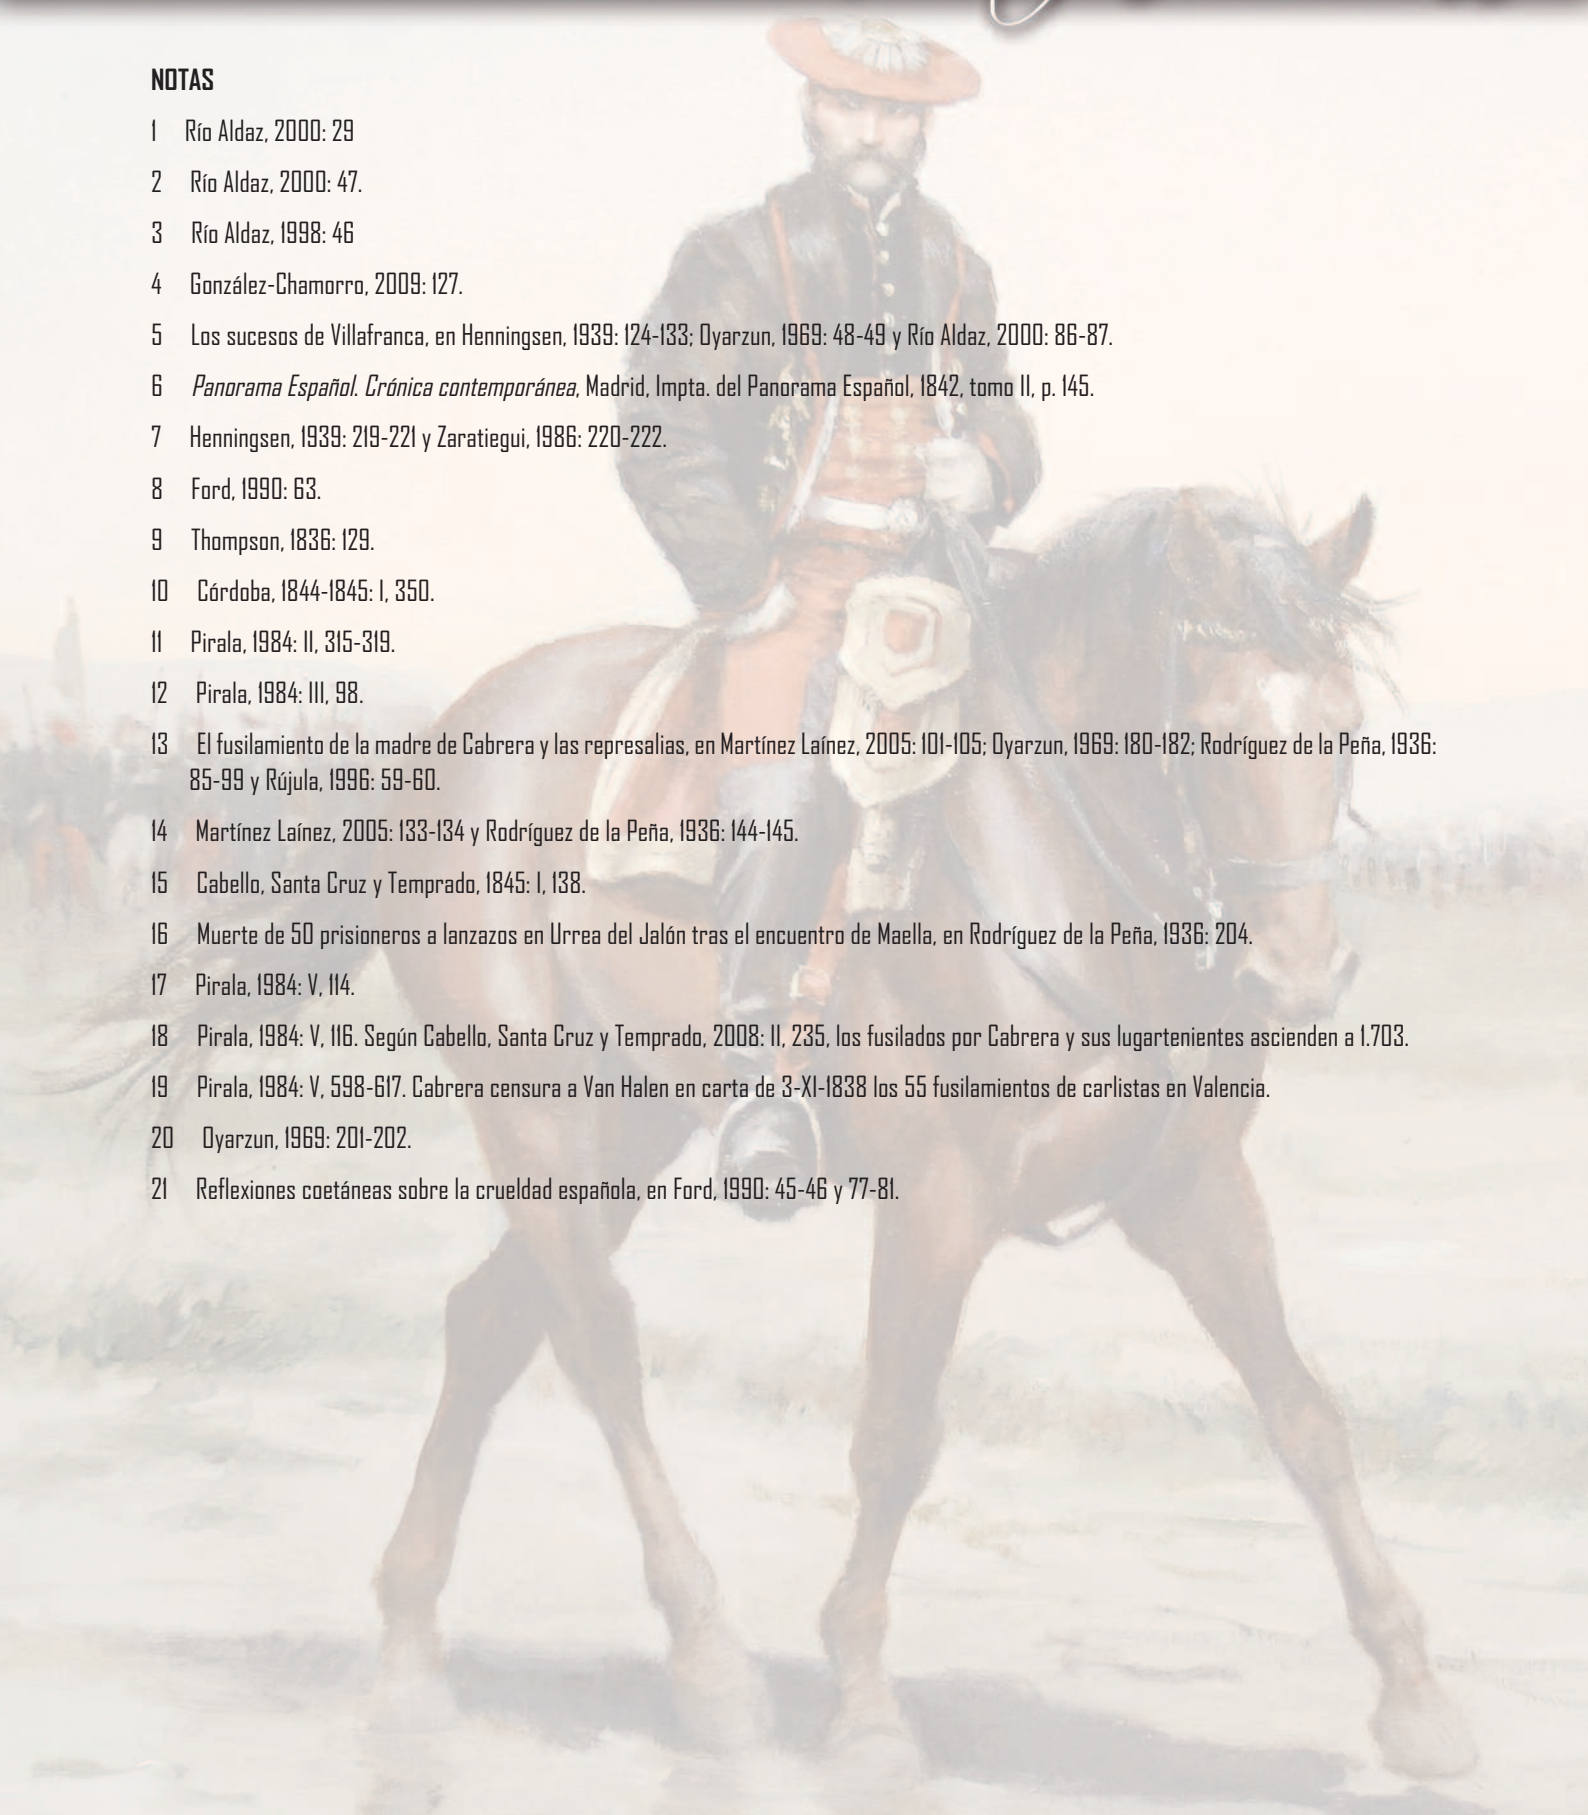 NOTAS
1 Río Aldaz, 2000: 29
2 Río Aldaz, 2000: 47.
3 Río Aldaz, 1998: 46
4 González-Chamorro, 2009: 127.
5 Los sucesos de Villafranca, en Henningsen, 1939: 124-133; Oyarzun, 1969: 48-49 y Río Aldaz, 2000: 86-87.
6 Panorama Español. Crónica contemporánea, Madrid, Impta. del Panorama Español, 1842, tomo II, p. 145.
7 Henningsen, 1939: 219-221 y Zaratiegui, 1986: 220-222.
8 Ford, 1990: 63.
9 Thompson, 1836: 129.
10 Córdoba, 1844-1845: I, 350.
11 Pirala, 1984: II, 315-319.
12 Pirala, 1984: III, 98.
13 El fusilamiento de la madre de Cabrera y las represalias, en Martínez Laínez, 2005: 101-105; Oyarzun, 1969: 180-182; Rodríguez de la Peña, 1936:
85-99 y Rújula, 1996: 59-60.
14 Martínez Laínez, 2005: 133-134 y Rodríguez de la Peña, 1936: 144-145.
15 Cabello, Santa Cruz y Temprado, 1845: I, 138.
16 Muerte de 50 prisioneros a lanzazos en Urrea del Jalón tras el encuentro de Maella, en Rodríguez de la Peña, 1936: 204.
17 Pirala, 1984: V, 114.
18 Pirala, 1984: V, 116. Según Cabello, Santa Cruz y Temprado, 2008: II, 235, los fusilados por Cabrera y sus lugartenientes ascienden a 1.703.
19 Pirala, 1984: V, 598-617. Cabrera censura a Van Halen en carta de 3-XI-1838 los 55 fusilamientos de carlistas en Valencia.
20 Oyarzun, 1969: 201-202.
21 Reflexiones coetáneas sobre la crueldad española, en Ford, 1990: 45-46 y 77-81.